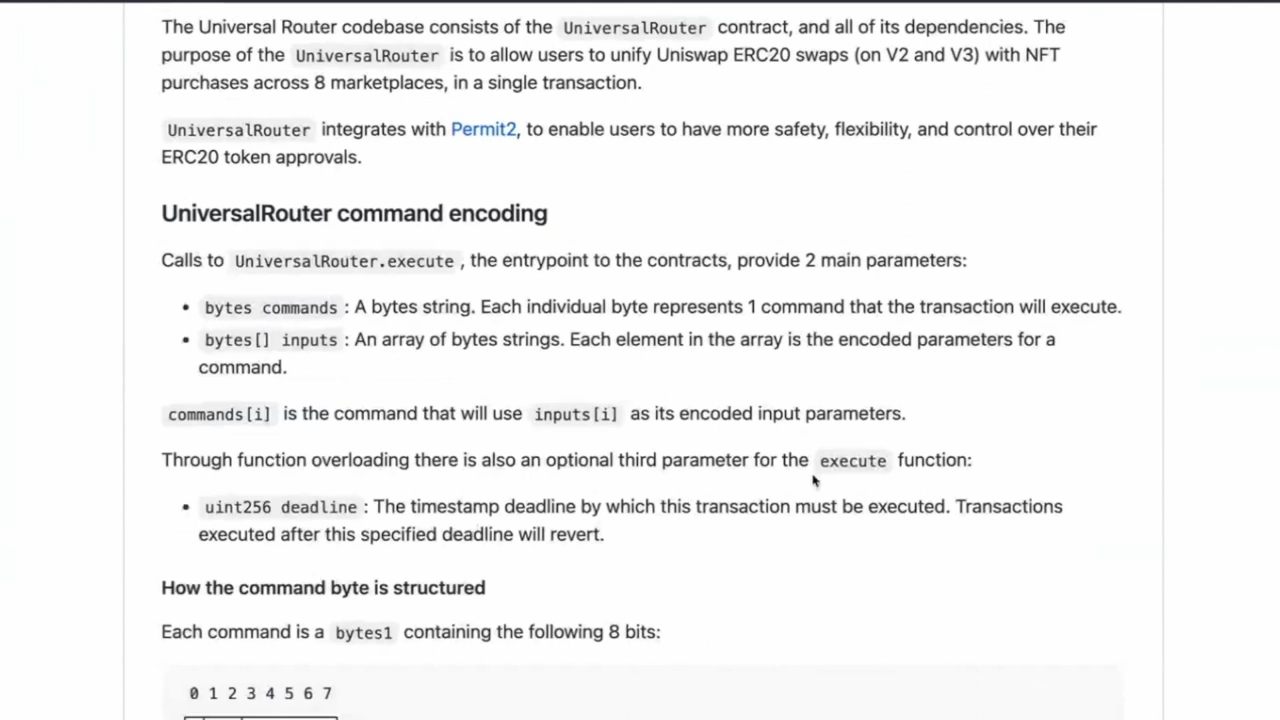 The Universal Router codebase consists of the UniversalRouter contract, and all of its dependencies. The
purpose of the UniversalRouter is to allow users to unify Uniswap ERC20 swaps (on V2 and V3) with NFT
purchases across 8 marketplaces, in a single transaction.
UniversalRouter integrates with Permit2, to enable users to have more safety, flexibility, and control over their
ERC20 token approvals.
UniversalRouter command encoding
Calls to UniversalRouter.execute, the entrypoint to the contracts, provide 2 main parameters:
• bytes commands: A bytes string. Each individual byte represents 1 command that the transaction will execute.
• bytes[] inputs: An array of bytes strings. Each element in the array is the encoded parameters for a
command.
commands[i] is the command that will use inputs[i] as its encoded input parameters.
Through function overloading there is also an optional third parameter for the execute function:
• uint256 deadline: The timestamp deadline by which this transaction must be executed. Transactions
executed after this specified deadline will revert.
How the command byte is structured
Each command is a bytes1 containing the following 8 bits:
0 1 2 3 4 5 6 7